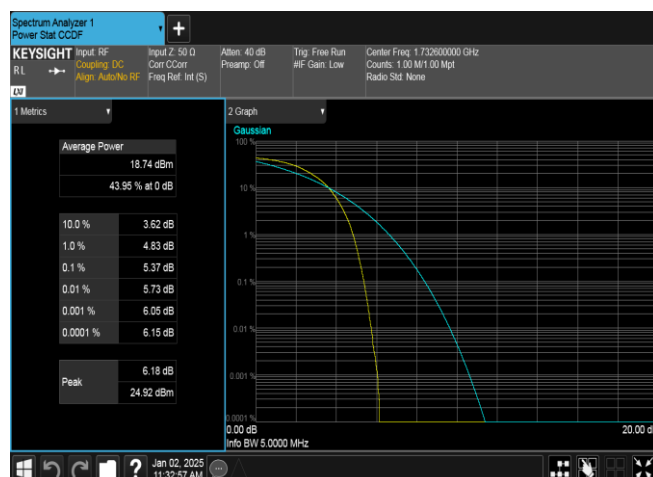 Spectrum Analyzer 1
Power Stat CCDF
+
KEYSIGHT
RL
LXI
Input: RF
Coupling: DC
Align: Auto/No RF
Input Z: 50 Ω
Corr CCorr
Freq Ref: Int (S)
Atten: 40 dB
Preamp: Off
Trig: Free Run
#IF Gain: Low
Center Freq: 1.732600000 GHz
Counts: 1.00 M/1.00 Mpt
Radio Std: None
1 Metrics
Average Power
18.74 dBm
43.95 % at 0 dB
10.0 % 3.62 dB
1.0 % 4.83 dB
0.1 % 5.37 dB
0.01 % 5.73 dB
0.001 % 6.05 dB
0.0001 % 6.15 dB
Peak
6.18 dB
24.92 dBm
2 Graph
Gaussian
100 %
10 %
1 %
0.1 %
0.01 %
0.001 %
0.0001 %
0.00 dB
20.00 d
Info BW 5.0000 MHz
?
Jan 02, 2025
11:32:57 AM